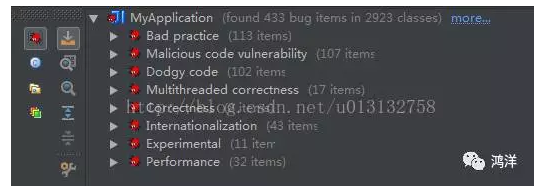 MyApplication (found 433 bug items in 2923 classes) more...
Bad practice (113 items)
Malicious code vulnerability (107 items
Dodgy code (102 items
Multithreaded correctness (17 items)
Correctness (8 items)
Internationalization (43 items
Experimental (11 item
Performance (32 items)
http://blog.csdn.net/u013132758
鸿洋